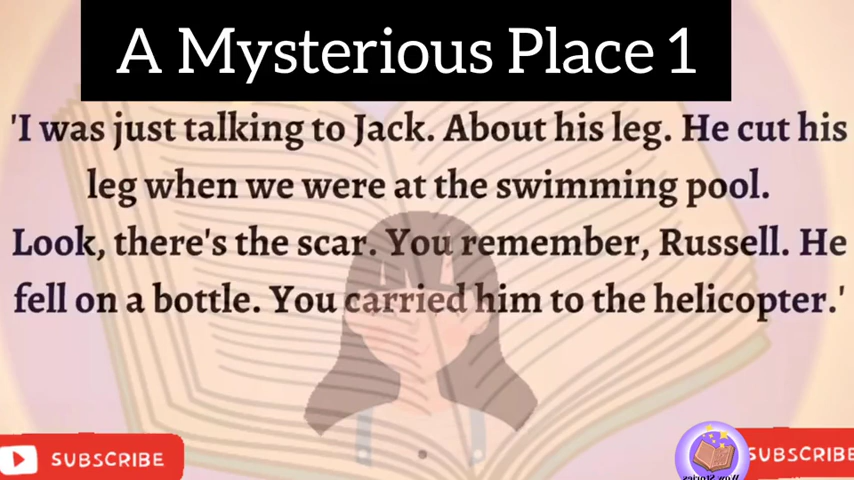 A Mysterious Place 1
'I was just talking to Jack. About his leg. He cut his
leg when we were at the swimming pool.
Look, there's the scar. You remember, Russell. He
fell on a bottle. You carried him to the helicopter.'
SUBSCRIBE
SUBSCRIBE